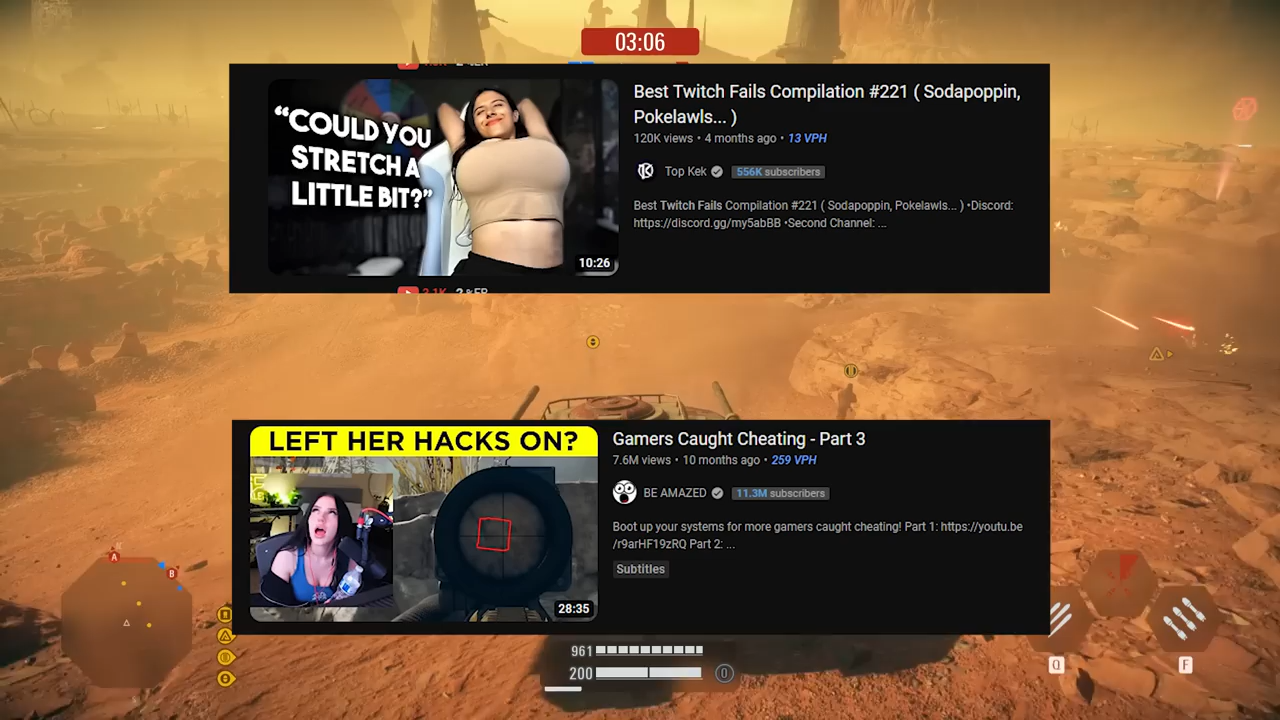 03:06
“COULD YOU
STRETCH A
LITTLE BIT?”
10:26
Best Twitch Fails Compilation #221 ( Sodapoppin,
Pokelawls... )
120K views • 4 months ago • 13 VPH
Top Kek
556K subscribers
Best Twitch Fails Compilation #221 ( Sodapoppin, Pokelawls... ) •Discord:
https://discord.gg/my5abBB •Second Channel: ...
LEFT HER HACKS ON?
28:35
Gamers Caught Cheating - Part 3
7.6M views • 10 months ago • 259 VPH
BE AMAZED
11.3M subscribers
Boot up your systems for more gamers caught cheating! Part 1: https://youtu.be
/r9arHF19zRQ Part 2: ...
Subtitles
A
B
961
200
0
Q
F